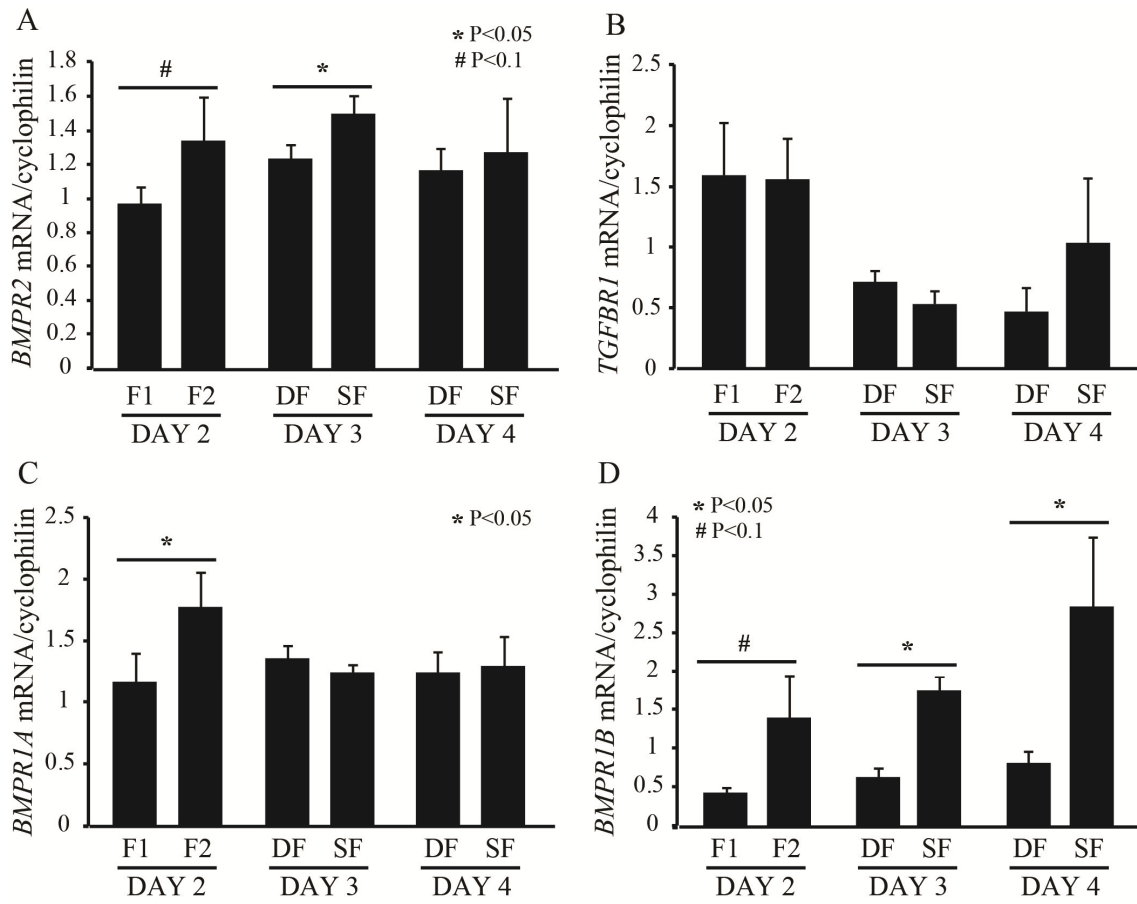 A
* P<0.05
# P<0.1
BMPR2 mRNA/cyclophilin
1.8
1.6
1.4
1.2
1
0.8
0.6
0.4
0.2
0
#
*
F1 F2 DF SF DF SF
DAY 2 DAY 3 DAY 4
B
TGFBR1 mRNA/cyclophilin
2.5
2
1.5
1
0.5
0
F1 F2 DF SF DF SF
DAY 2 DAY 3 DAY 4
C
* P<0.05
BMPR1A mRNA/cyclophilin
2.5
2
1.5
1
0.5
0
*
F1 F2 DF SF DF SF
DAY 2 DAY 3 DAY 4
D
* P<0.05
# P<0.1
BMPR1B mRNA/cyclophilin
4
3.5
3
2.5
2
1.5
1
0.5
0
#
*
*
F1 F2 DF SF DF SF
DAY 2 DAY 3 DAY 4